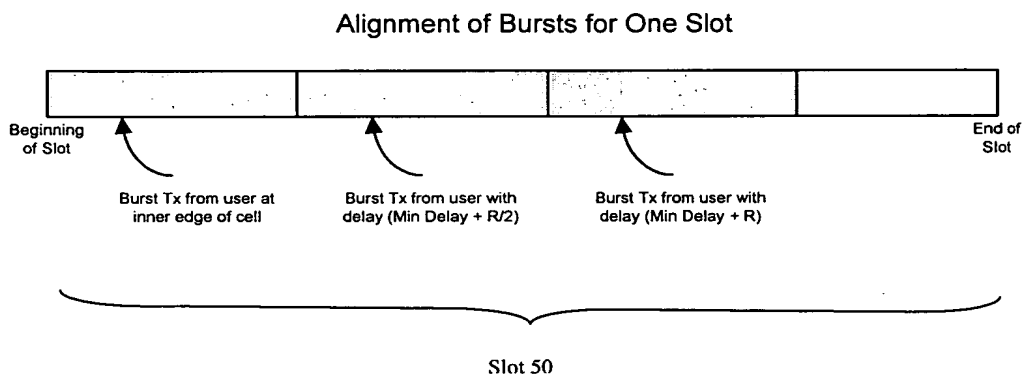 Alignment of Bursts for One Slot
Beginning
of Slot
End of
Slot
Burst Tx from user at
inner edge of cell
Burst Tx from user with
delay (Min Delay + R/2)
Burst Tx from user with
delay (Min Delay + R)
Slot 50